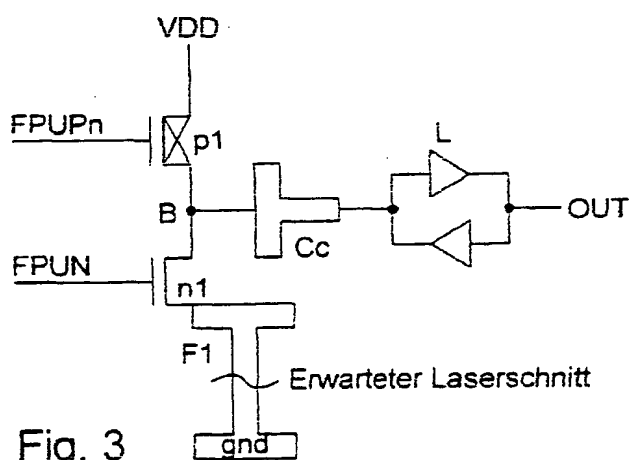 VDD
FPUPn
p1
L
B
Cc
OUT
FPUN
n1
F1
Erwarteter Laserschnitt
gnd
Fig. 3